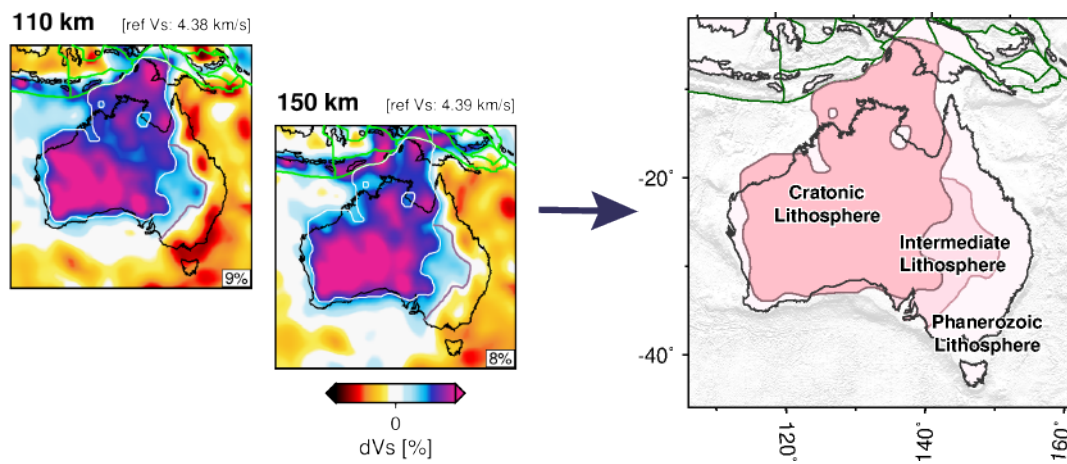 110 km [ref Vs: 4.38 km/s]
9%
150 km [ref Vs: 4.39 km/s]
8%
0
dVs [%]
-20°
-40°
Cratonic
Lithosphere
Intermediate
Lithosphere
Phanerozoic
Lithosphere
120°
140°
160°